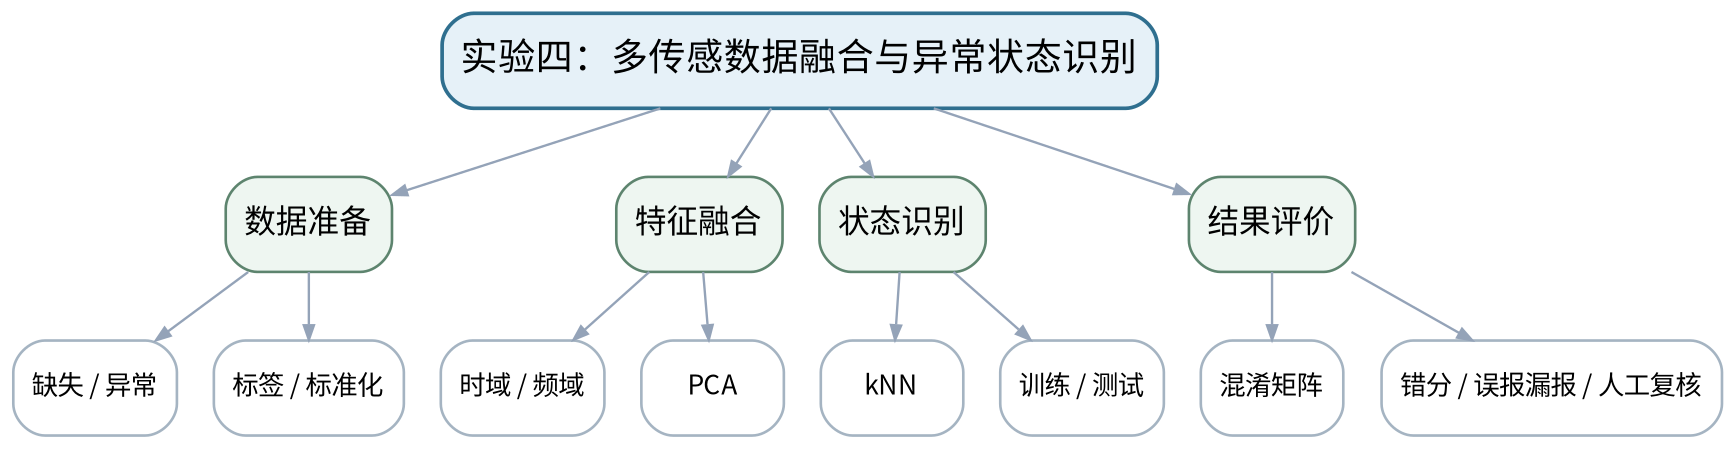 实验四：多传感数据融合与异常状态识别
数据准备
特征融合
状态识别
结果评价
缺失 / 异常
标签 / 标准化
时域 / 频域
PCA
kNN
训练 / 测试
混淆矩阵
错分 / 误报漏报 / 人工复核